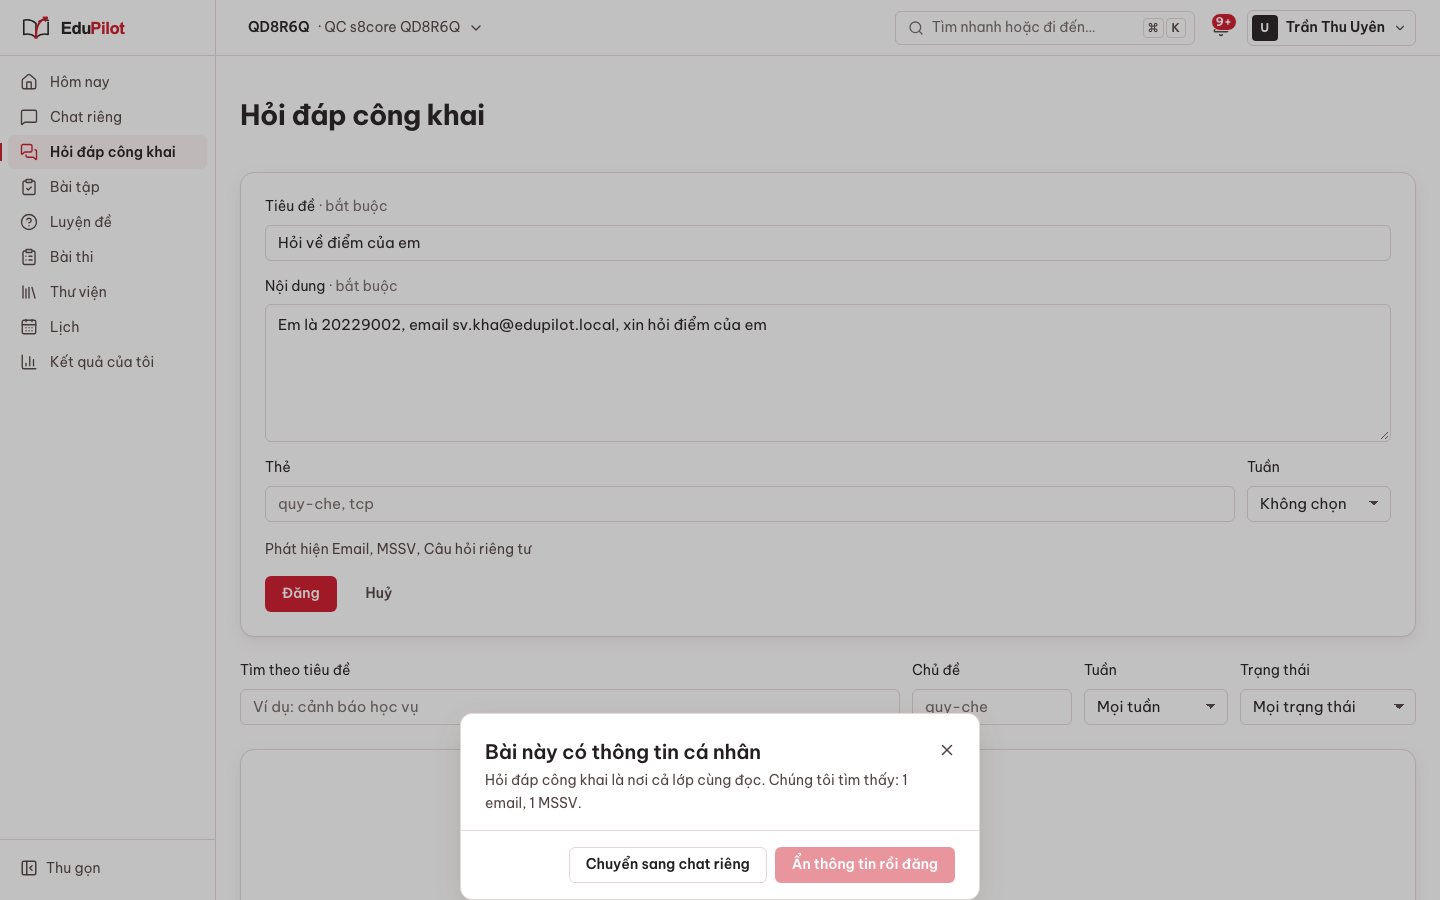 EduPilot
QD8R6Q · QC s8core QD8R6Q
Tìm nhanh hoặc đi đến...
⌘ K
9+
U Trần Thu Uyên
Hôm nay
Chat riêng
Hỏi đáp công khai
Bài tập
Luyện đề
Bài thi
Thư viện
Lịch
Kết quả của tôi
Thu gọn
Hỏi đáp công khai
Tiêu đề · bắt buộc
Hỏi về điểm của em
Nội dung · bắt buộc
Em là 20229002, email sv.kha@edupilot.local, xin hỏi điểm của em
Thẻ
Tuần
quy-che, tcp
Không chọn
Phát hiện Email, MSSV, Câu hỏi riêng tư
Đăng
Huỷ
Tìm theo tiêu đề
Chủ đề
Tuần
Trạng thái
Ví dụ: cảnh báo học vụ
quy-che
Mọi tuần
Mọi trạng thái
Bài này có thông tin cá nhân
Hỏi đáp công khai là nơi cả lớp cùng đọc. Chúng tôi tìm thấy: 1
email, 1 MSSV.
Chuyển sang chat riêng
Ẩn thông tin rồi đăng